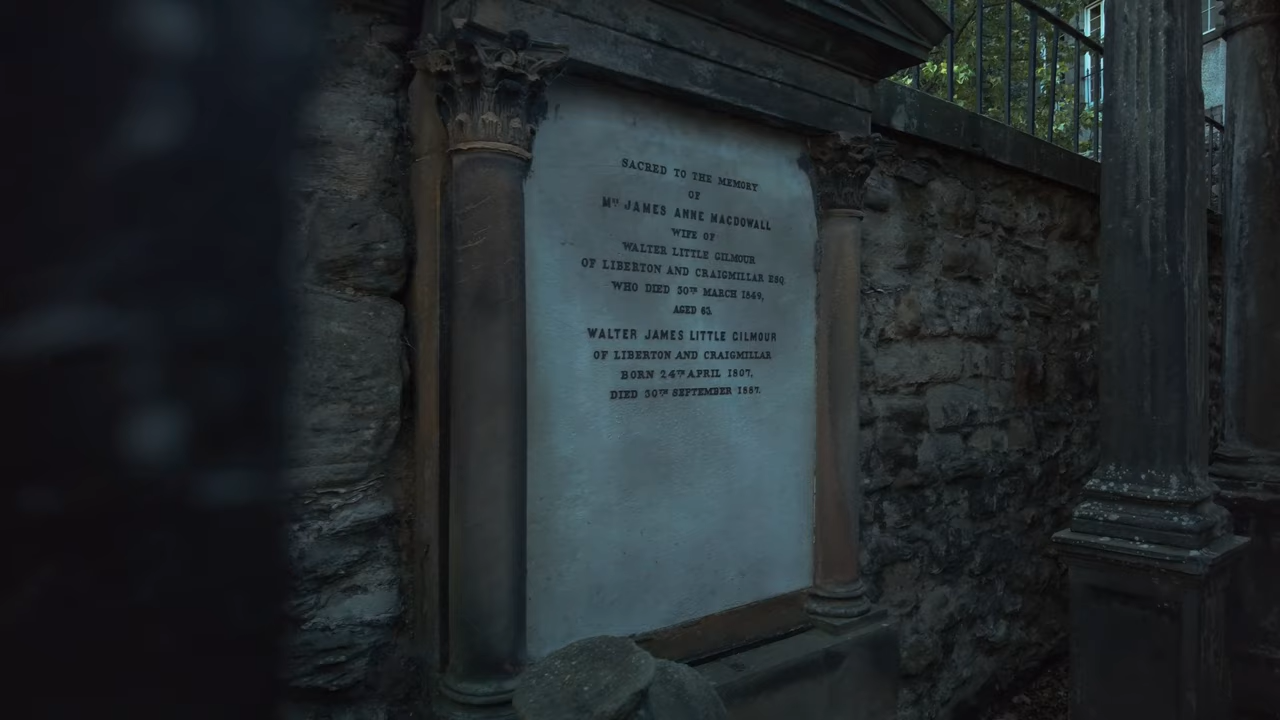 SACRED TO THE MEMORY
OF
MRS JAMES ANNE MACDOWALL
WIFE OF
WALTER LITTLE GILMOUR
OF LIBERTON AND CRAIGMILLAR ESQ
WHO DIED 30TH MARCH 1849,
AGED 63.
WALTER JAMES LITTLE GILMOUR
OF LIBERTON AND CRAIGMILLAR
BORN 24TH APRIL 1807,
DIED 30TH SEPTEMBER 1887.